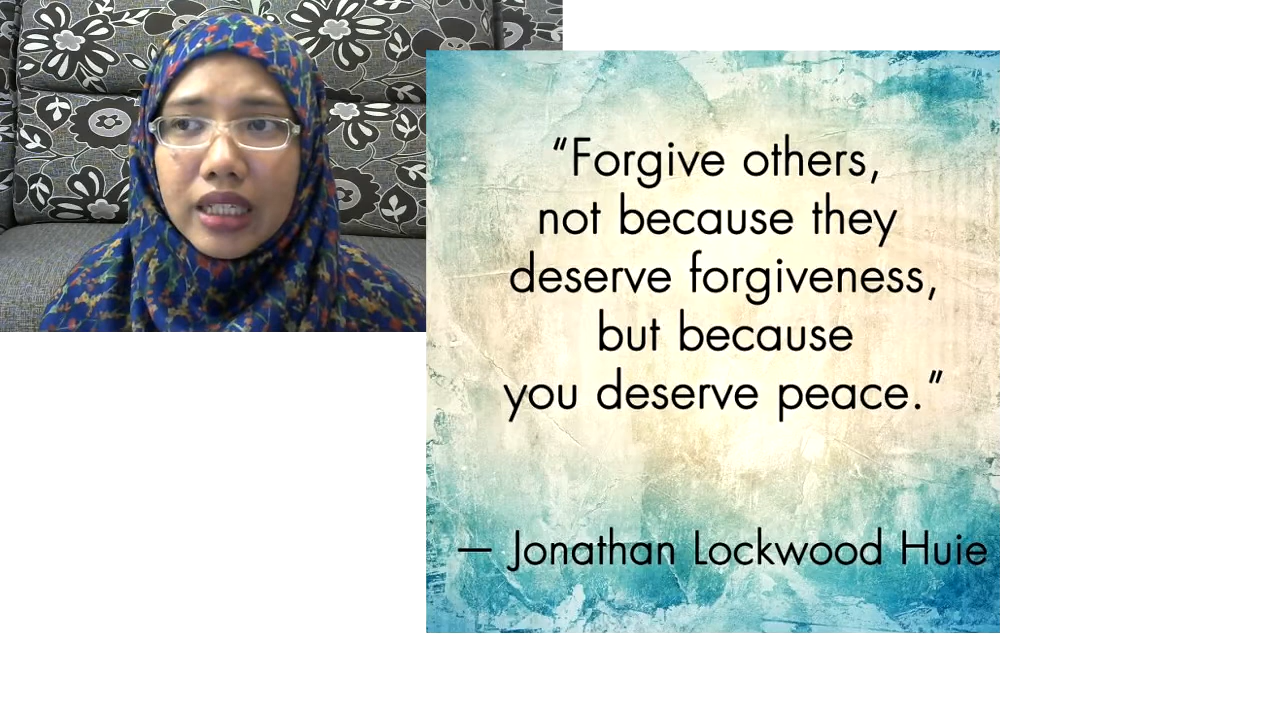 “Forgive others,
not because they
deserve forgiveness,
but because
you deserve peace.”
— Jonathan Lockwood Huie